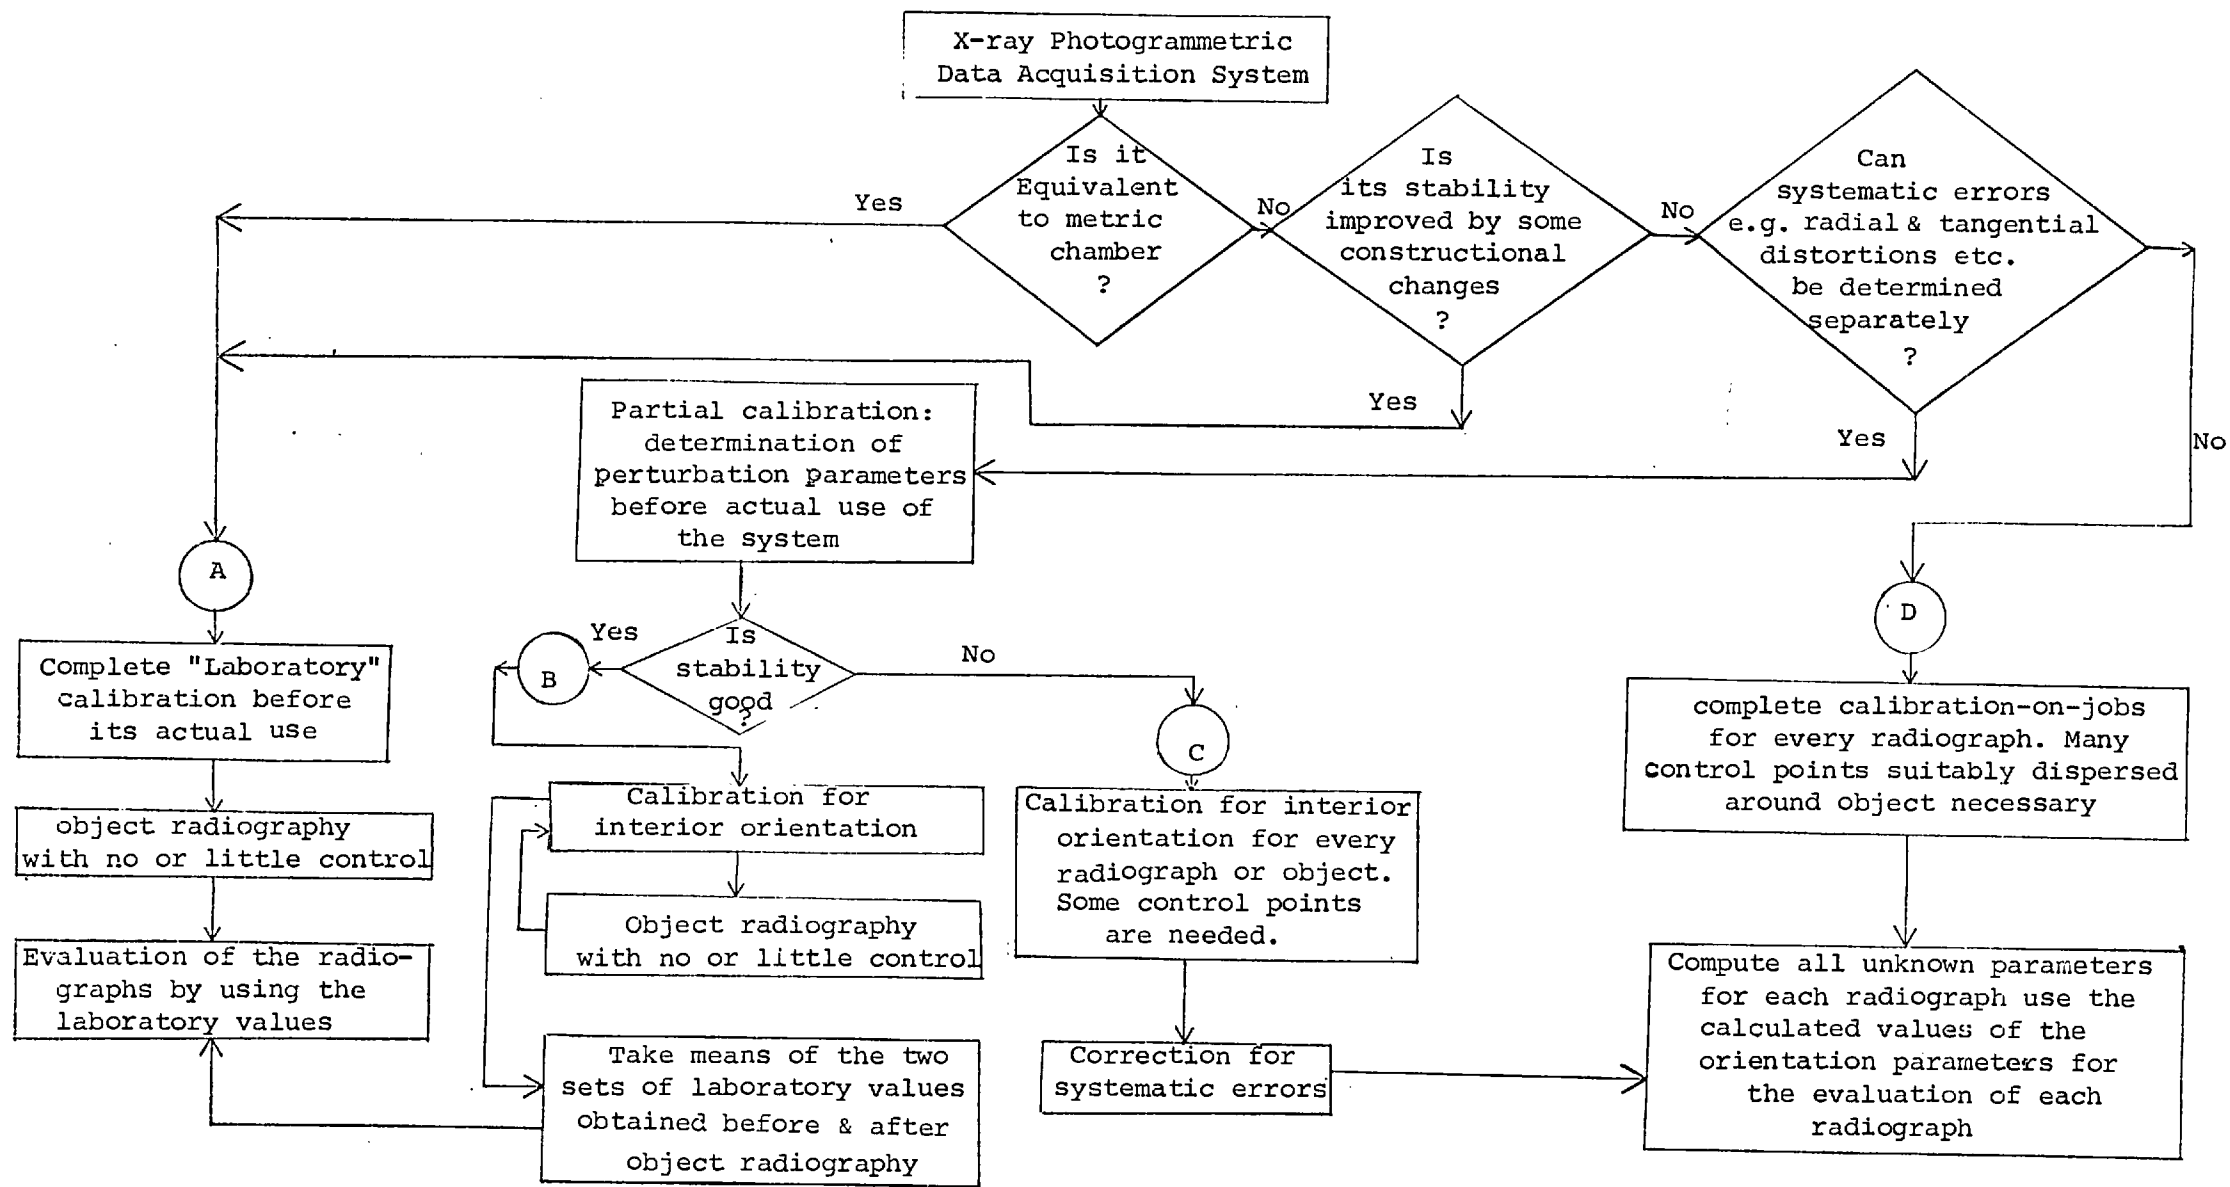 X-ray Photogrammetric
Data Acquisition System
Is it
Equivalent
to metric
chamber
?
Yes
No
Is
its stability
improved by some
constructional
changes
?
Yes
No
Can
systematic errors
e.g. radial & tangential
distortions etc.
be determined
separately
?
Yes
No
Partial calibration:
determination of
perturbation parameters
before actual use of
the system
A
Complete "Laboratory"
calibration before
its actual use
object radiography
with no or little control
Evaluation of the radio-
graphs by using the
laboratory values
Is
stability
good
?
Yes
No
B
Calibration for
interior orientation
Object radiography
with no or little control
Take means of the two
sets of laboratory values
obtained before & after
object radiography
C
Calibration for interior
orientation for every
radiograph or object.
Some control points
are needed.
Correction for
systematic errors
D
complete calibration-on-jobs
for every radiograph. Many
control points suitably dispersed
around object necessary
Compute all unknown parameters
for each radiograph use the
calculated values of the
orientation parameters for
the evaluation of each
radiograph